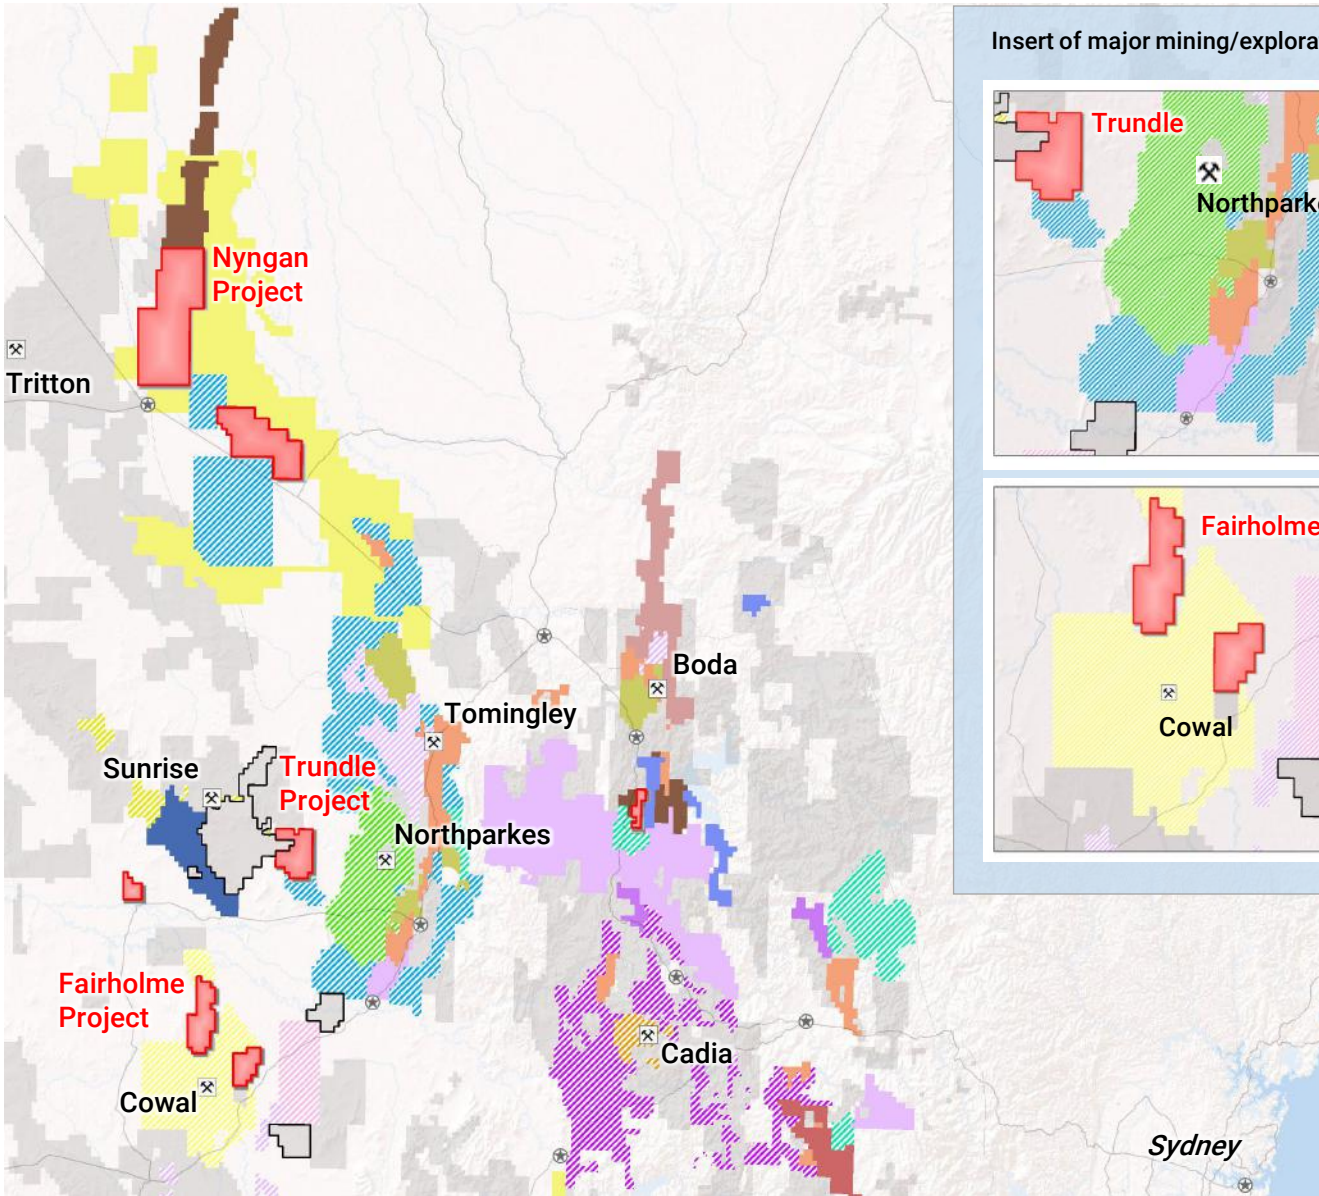 Insert of major mining/explora
Trundle
Northparke
Nyngan
Project
Tritton
Fairholme
Cowal
Boda
Tomingley
Sunrise
Trundle
Project
Northparkes
Fairholme
Project
Cadia
Cowal
Sydney